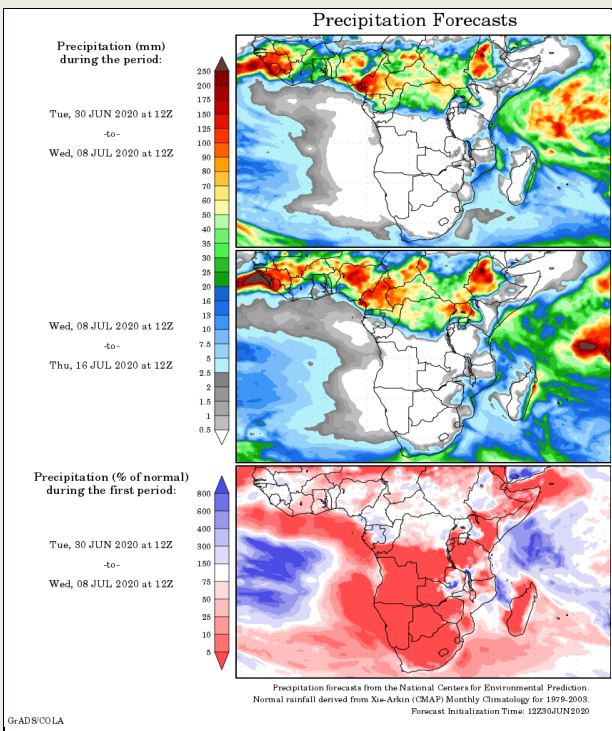 Precipitation Forecasts
Precipitation (mm)
during the period:
Tue, 30 JUN 2020 at 12Z
-to-
Wed, 08 JUL 2020 at 12Z
250
200
175
150
125
100
90
80
70
60
50
40
35
30
25
20
16
13
10
7.5
5
2.5
2
1.5
1
0.5
Wed, 08 JUL 2020 at 12Z
-to-
Thu, 16 JUL 2020 at 12Z
Precipitation (% of normal)
during the first period:
Tue, 30 JUN 2020 at 12Z
-to-
Wed, 08 JUL 2020 at 12Z
800
600
400
300
150
75
50
25
10
5
Precipitation forecasts from the National Centers for Environmental Prediction.
Normal rainfall derived from Xie-Arkin (CMAP) Monthly Climatology for 1979-2003.
Forecast Initialization Time: 12Z30JUN2020
GrADS/COLA